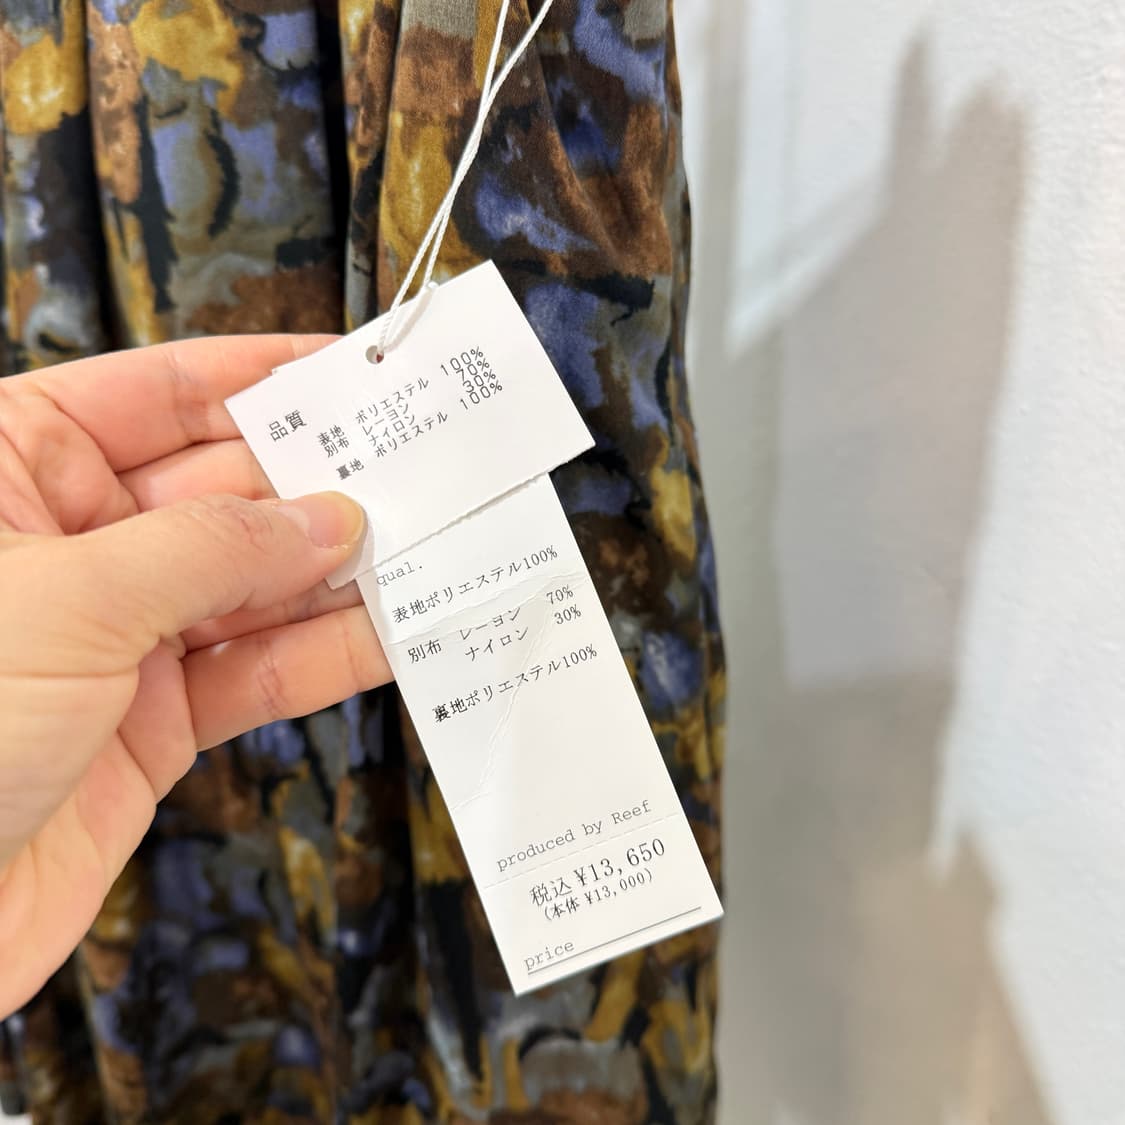 品質
表地 ポリエステル 100%
別布 レーヨン 70%
ナイロン 30%
裏地 ポリエステル 100%
qual.
表地ポリエステル100%
別布 レーヨン 70%
ナイロン 30%
裏地ポリエステル100%
produced by Reef
税込 ¥13,650
(本体 ¥13,000)
price